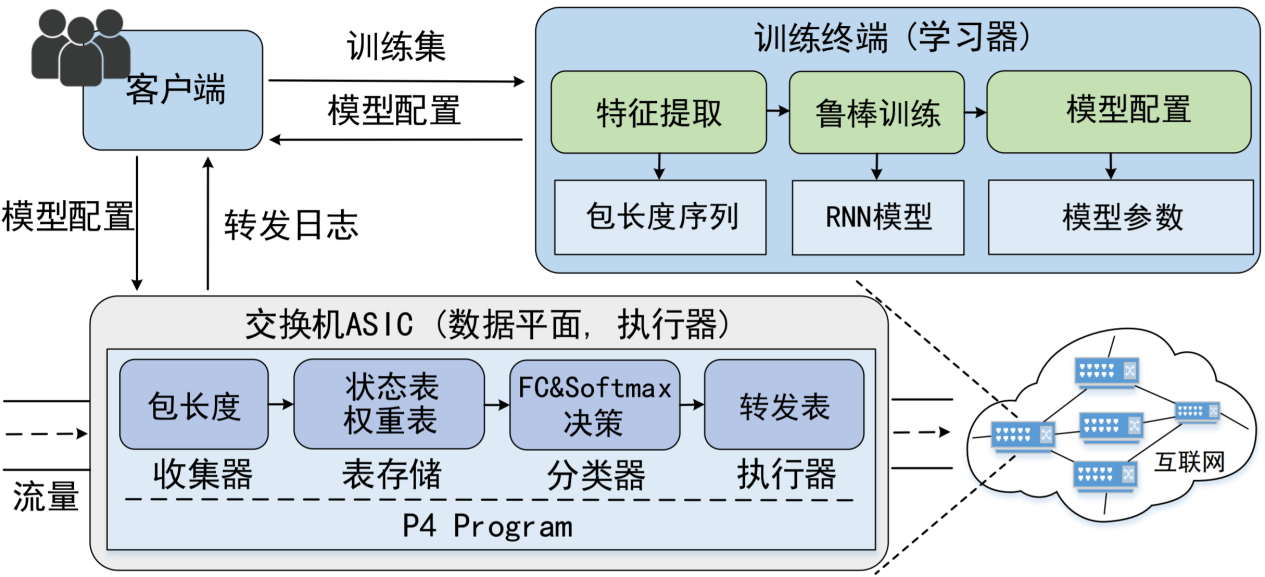 客户端
训练集
模型配置
训练终端 (学习器)
特征提取
鲁棒训练
模型配置
包长度序列
RNN模型
模型参数
模型配置
转发日志
交换机ASIC (数据平面, 执行器)
包长度
状态表
权重表
FC&Softmax
决策
转发表
收集器
表存储
分类器
执行器
P4 Program
流量
互联网